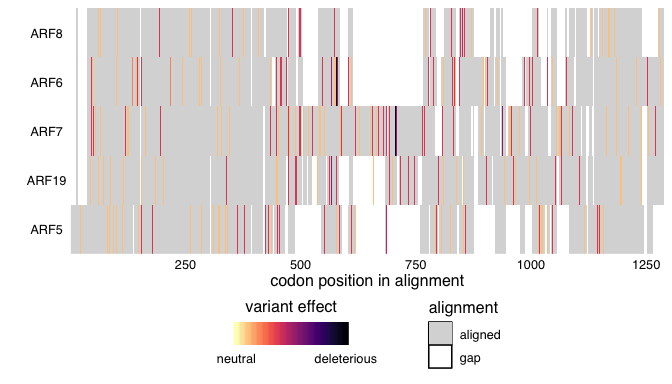 ARF8
ARF6
ARF7
ARF19
ARF5
250 500 750 1000 1250
codon position in alignment
variant effect
neutral deleterious
alignment
aligned
gap